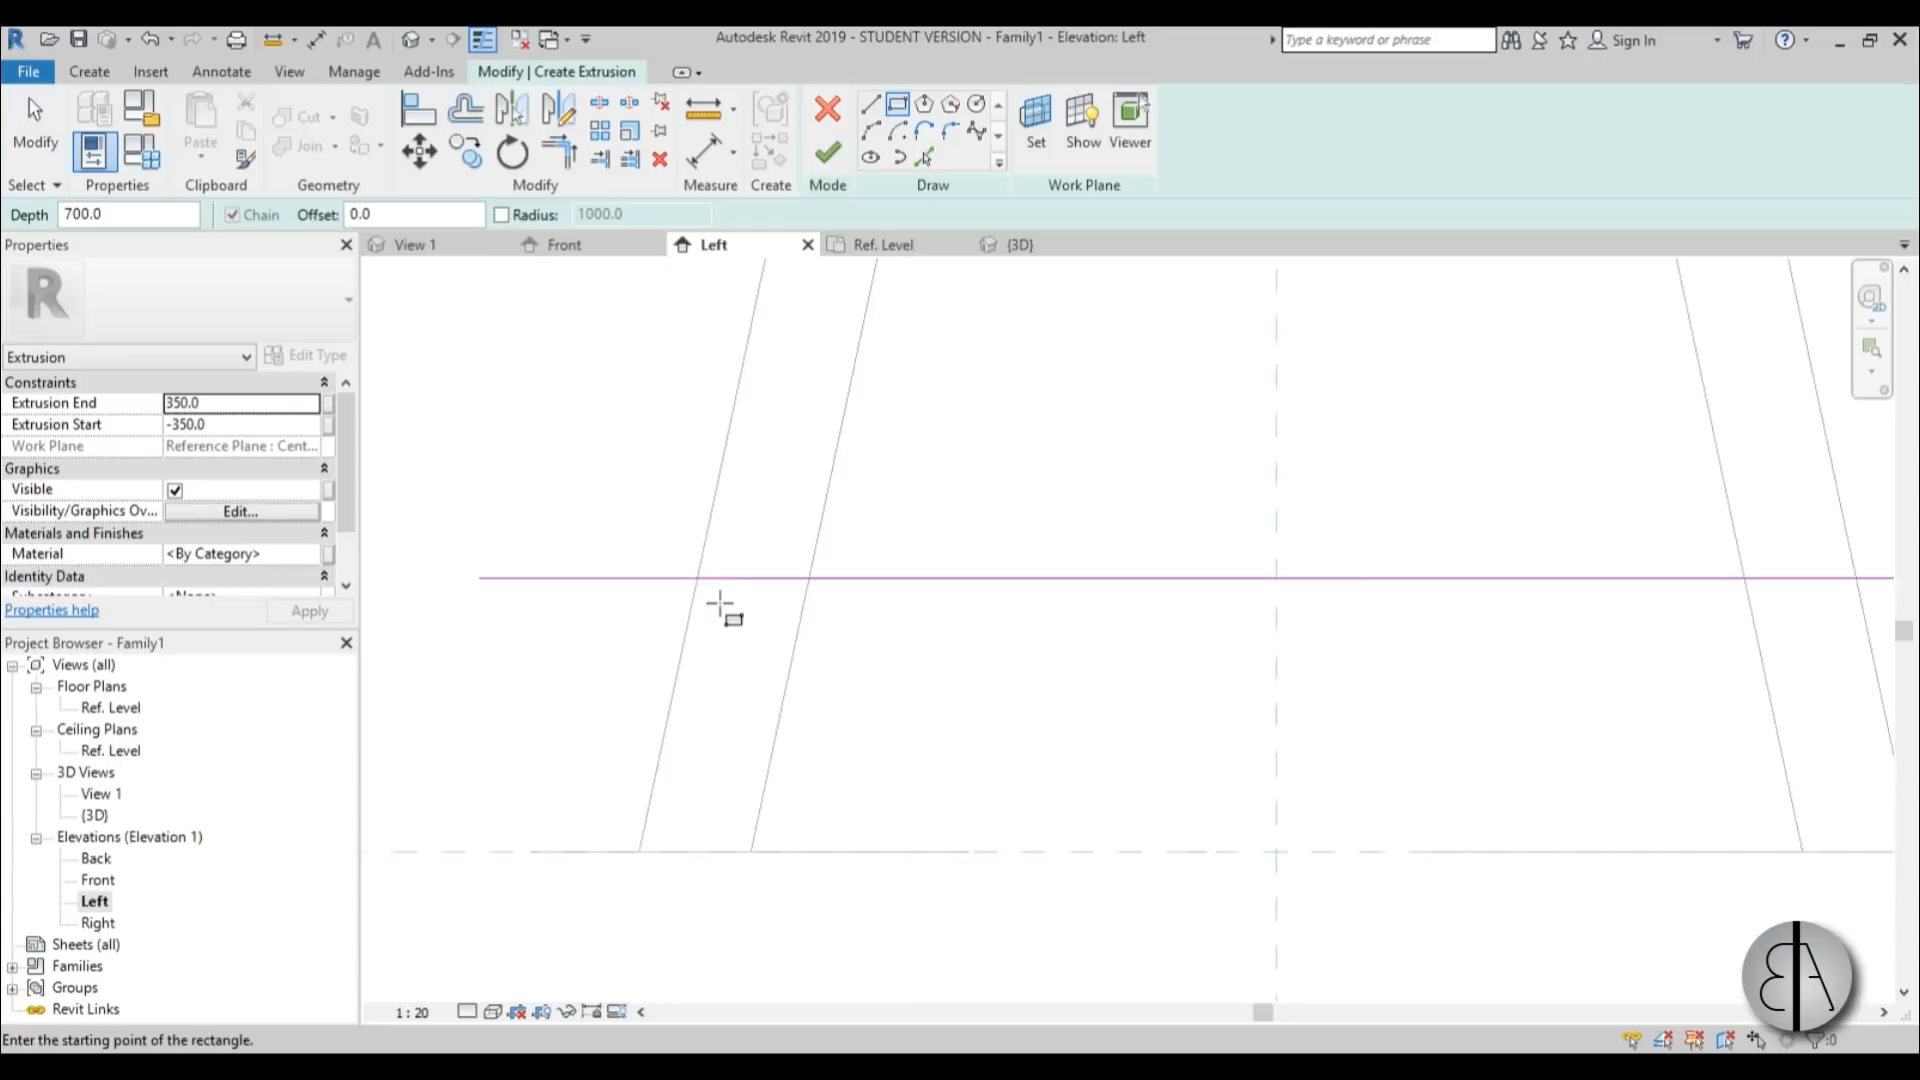 Autodesk Revit 2019 - STUDENT VERSION - Family1 - Elevation: Left
Type a keyword or phrase
Sign In
File Create Insert Annotate View Manage Add-Ins Modify | Create Extrusion
Modify
Paste
Cut
Join
Set Show Viewer
Select Properties Clipboard Geometry Modify Measure Create Mode Draw Work Plane
Depth 700.0 Chain Offset: 0.0 Radius: 1000.0
Properties
View 1 Front Left Ref. Level {3D}
2D
Extrusion Edit Type
Constraints
Extrusion End 350.0
Extrusion Start -350.0
Work Plane Reference Plane : Cent...
Graphics
Visible
Visibility/Graphics Ov... Edit...
Materials and Finishes
Material <By Category>
Identity Data
Properties help Apply
Project Browser - Family1
Views (all)
Floor Plans
Ref. Level
Ceiling Plans
Ref. Level
3D Views
View 1
{3D}
Elevations (Elevation 1)
Back
Front
Left
Right
Sheets (all)
Families
Groups
Revit Links
1 : 20
Enter the starting point of the rectangle.
:0